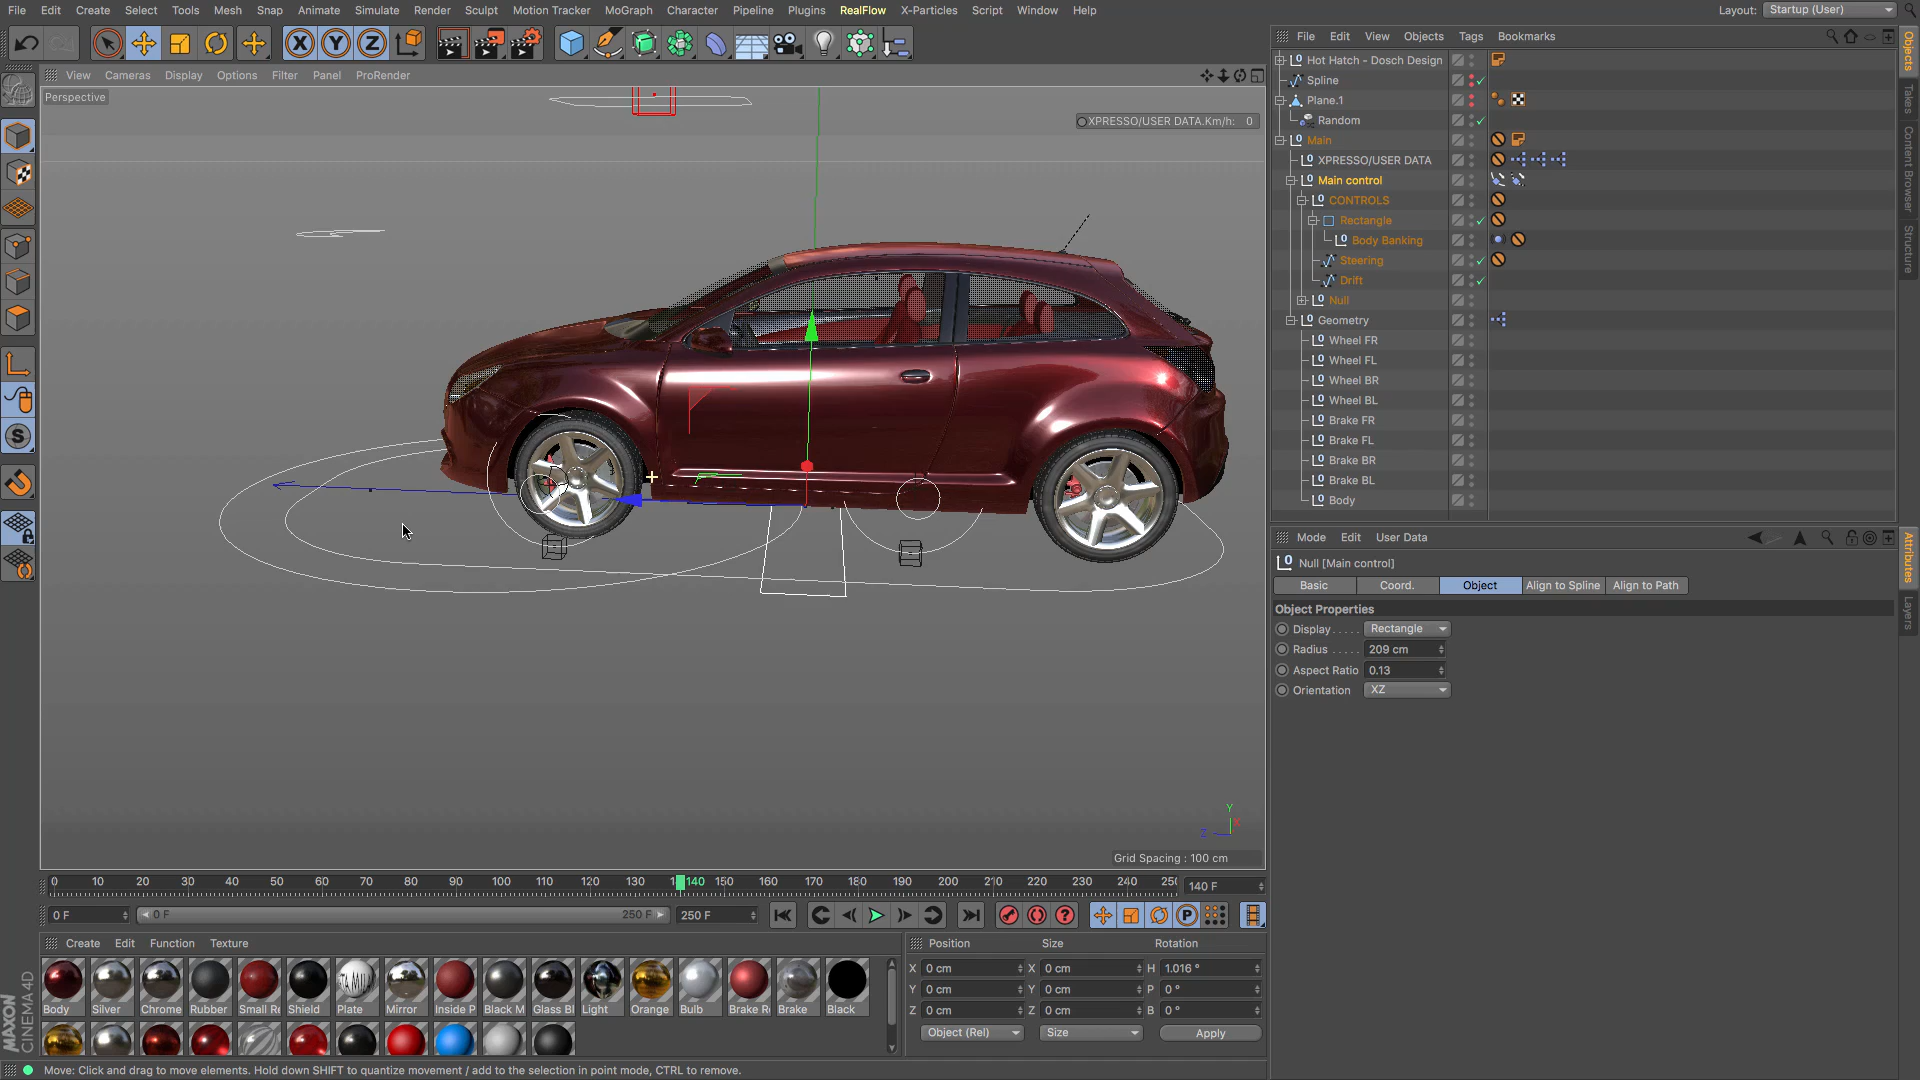 File Edit Create Select Tools Mesh Snap Animate Simulate Render Sculpt Motion Tracker MoGraph Character Pipeline Plugins RealFlow X-Particles Script Window Help Layout: Startup (User)
File Edit View Objects Tags Bookmarks
View Cameras Display Options Filter Panel ProRender
Perspective
XPRESSO/USER DATA.Km/h: 0
Hot Hatch - Dosch Design
Spline
Plane.1
Random
Main
XPRESSO/USER DATA
Main control
CONTROLS
Rectangle
Body Banking
Steering
Drift
Null
Geometry
Wheel FR
Wheel FL
Wheel BR
Wheel BL
Brake FR
Brake FL
Brake BR
Brake BL
Body
Objects
Takes
Content Browser
Structure
Mode Edit User Data
Null [Main control]
Basic Coord. Object Align to Spline Align to Path
Object Properties
Display..... Rectangle
Radius ..... 209 cm
Aspect Ratio 0.13
Orientation XZ
Attributes
Layers
Y
X
Z
Grid Spacing : 100 cm
0 10 20 30 40 50 60 70 80 90 100 110 120 130 140 150 160 170 180 190 200 210 220 230 240 250 140 F
0 F 0 F 250 F 250 F
Create Edit Function Texture
Body Silver Chrome Rubber Small Re Shield Plate Mirror Inside P Black M Glass Bl Light Orange Bulb Brake Re Brake Black
Position Size Rotation
X 0 cm X 0 cm H 1.016 °
Y 0 cm Y 0 cm P 0 °
Z 0 cm Z 0 cm B 0 °
Object (Rel) Size Apply
MAXON
CINEMA 4D
Move: Click and drag to move elements. Hold down SHIFT to quantize movement / add to the selection in point mode, CTRL to remove.